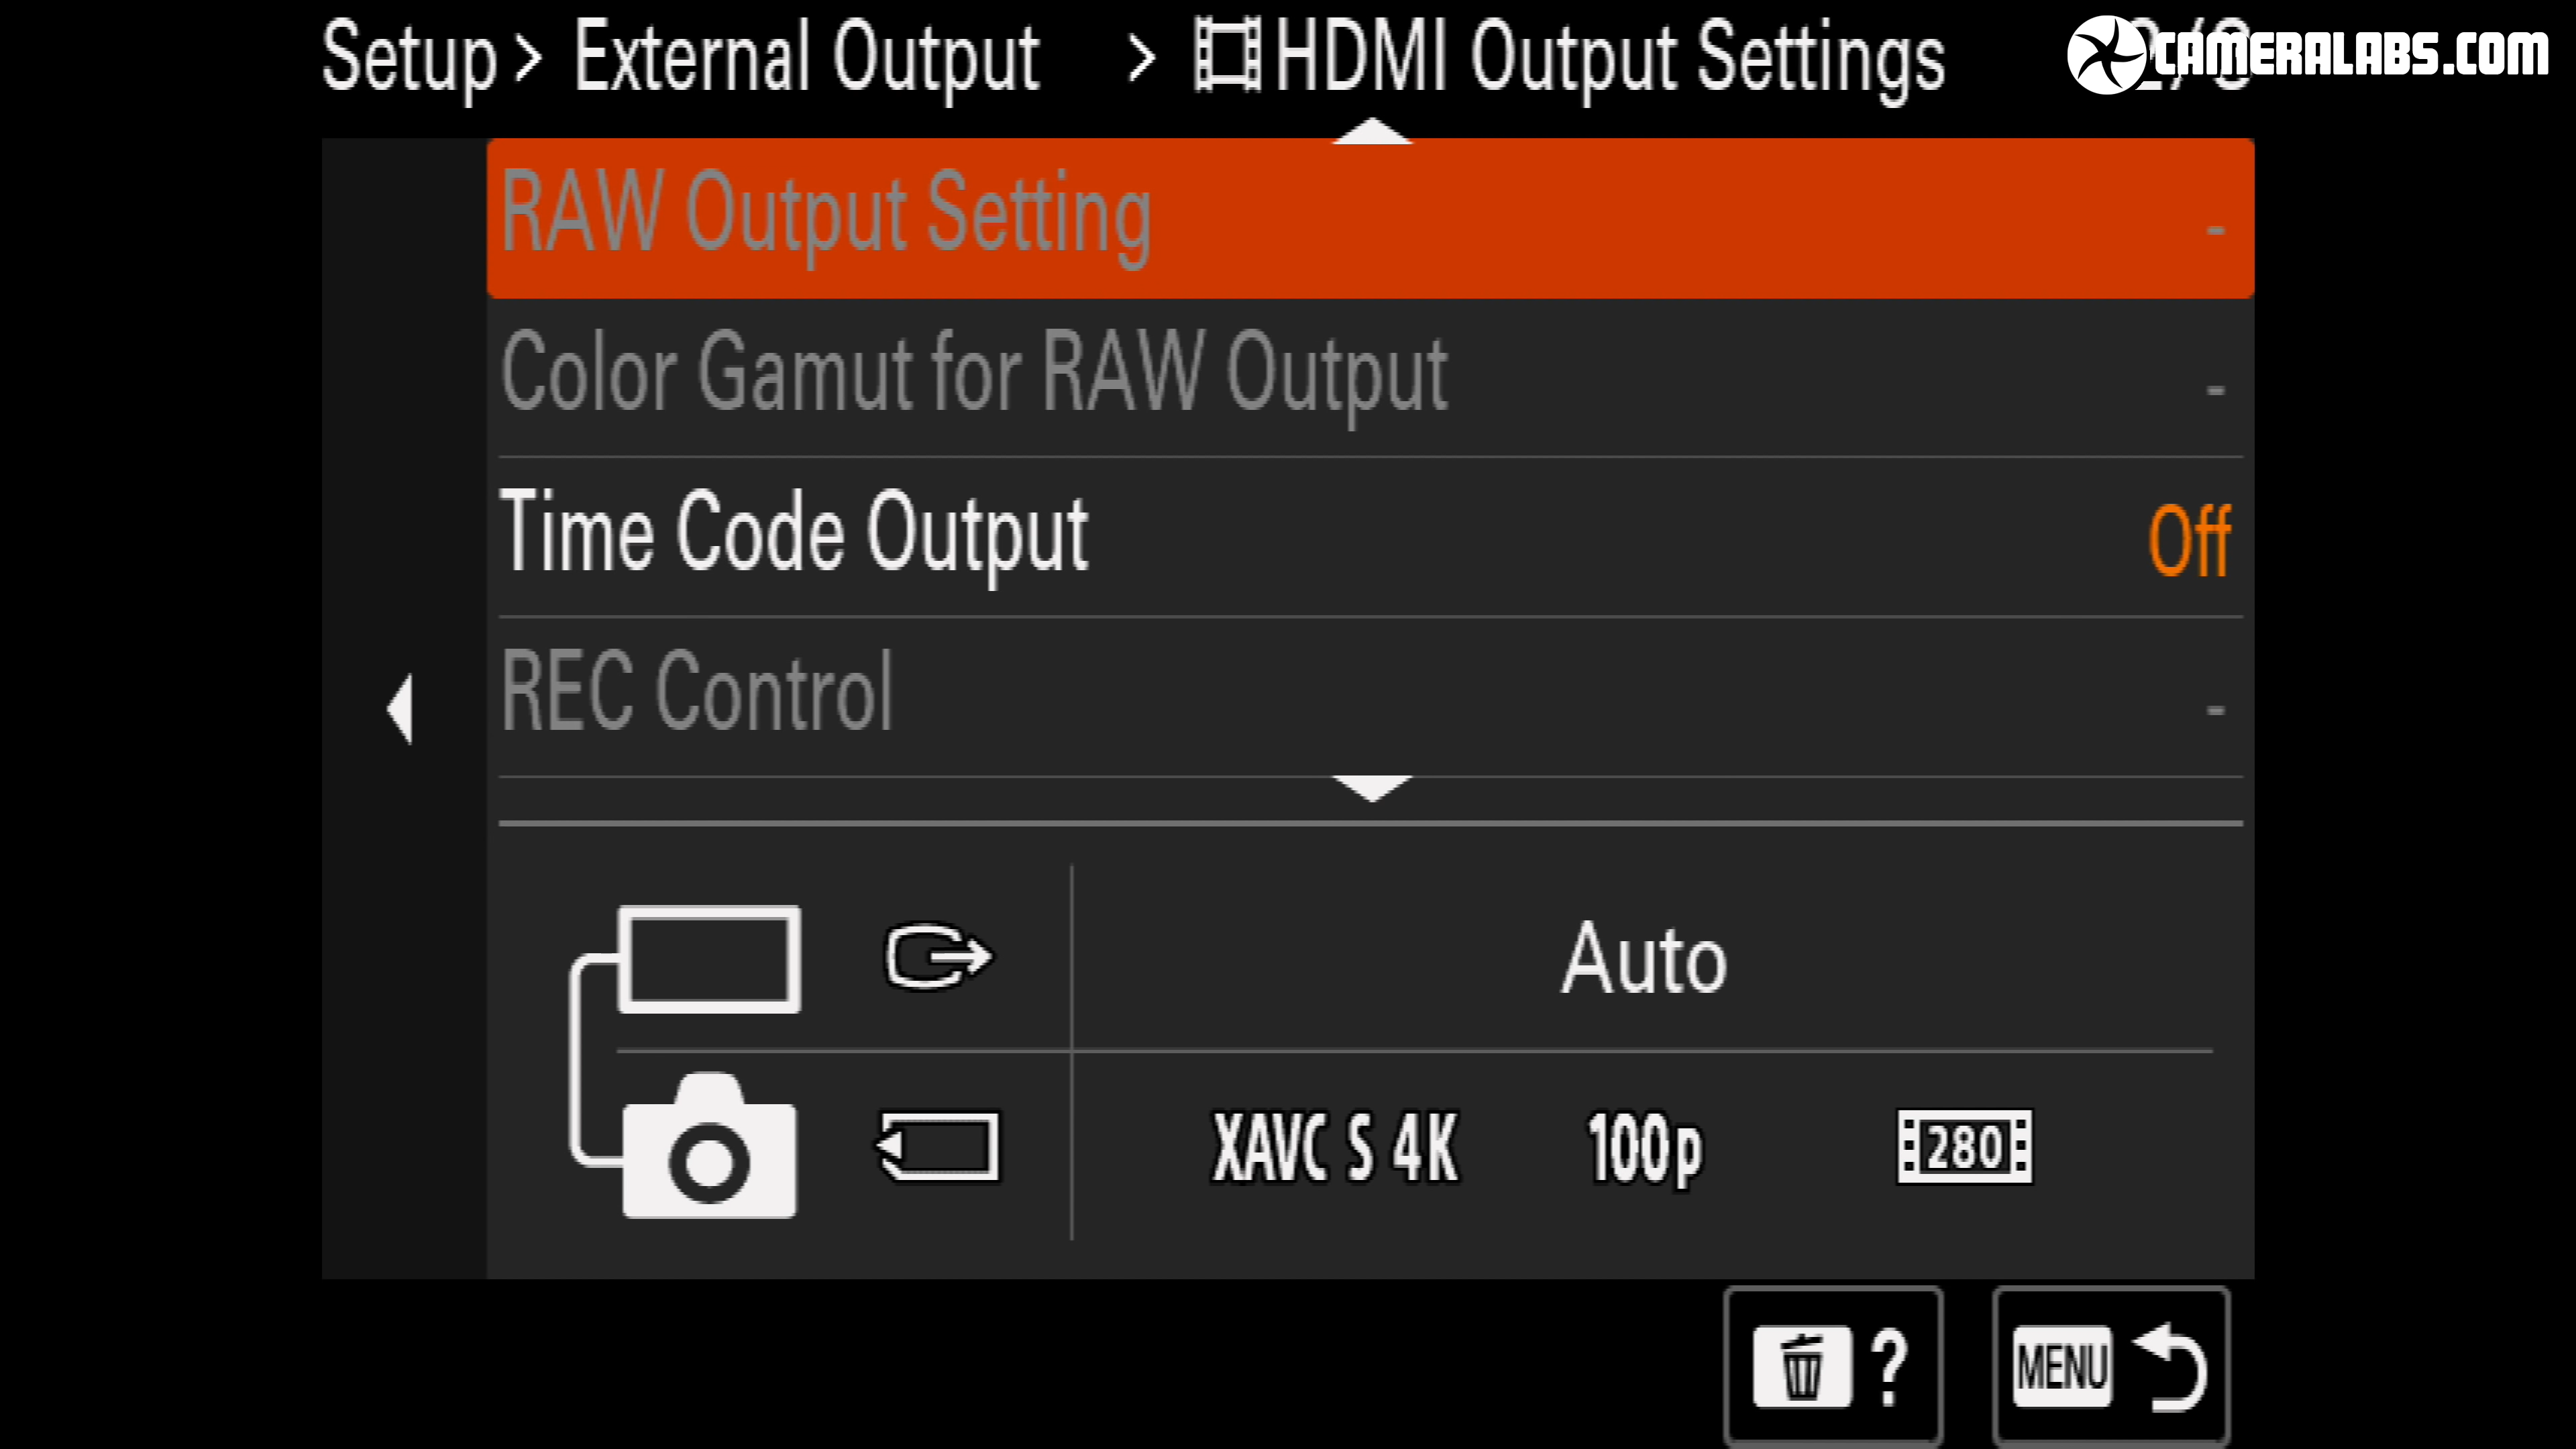 Setup > External Output > HDMI Output Settings
CAMERALABS.COM
RAW Output Setting -
Color Gamut for RAW Output -
Time Code Output Off
REC Control -
Auto
XAVC S 4K 100p 280
? MENU